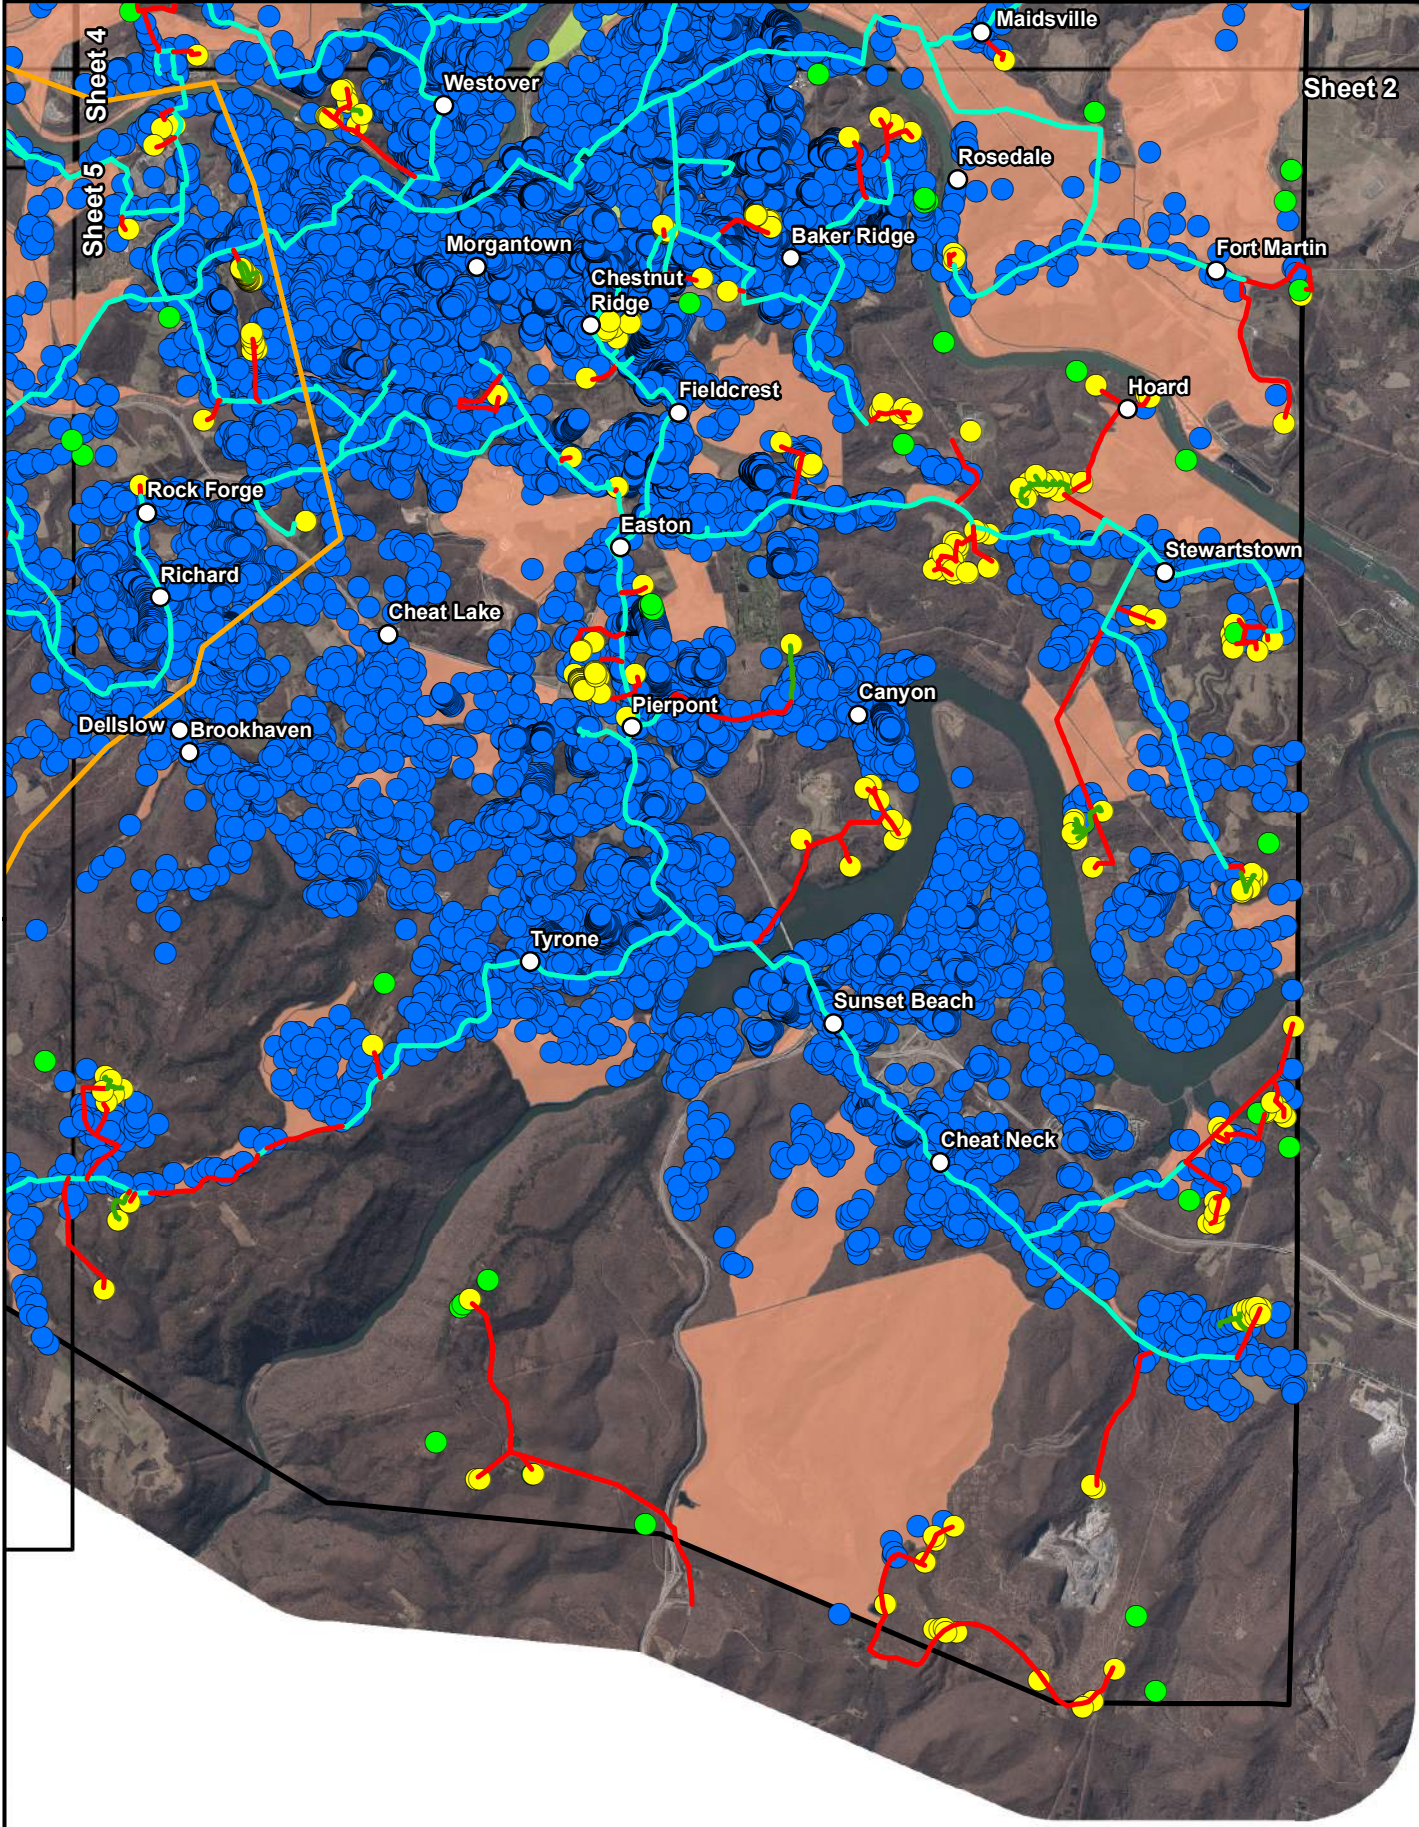 Maidsville
Sheet 4
Westover
Sheet 2
Rosedale
Sheet 5
Morgantown
Baker Ridge
Fort Martin
Chestnut
Ridge
Fieldcrest
Hoard
Rock Forge
Easton
Stewartstown
Richard
Cheat Lake
Canyon
Pierpont
Dellslow
Brookhaven
Tyrone
Sunset Beach
Cheat Neck